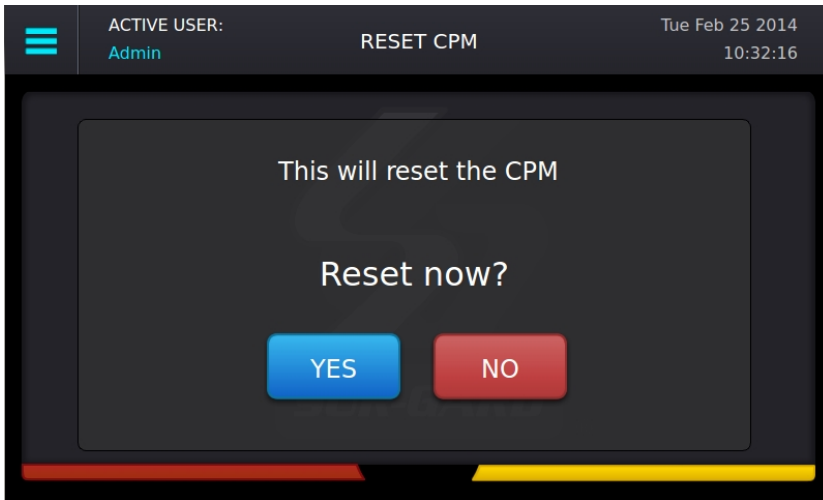 ACTIVE USER:
Admin
RESET CPM
Tue Feb 25 2014
10:32:16
This will reset the CPM
Reset now?
YES
NO